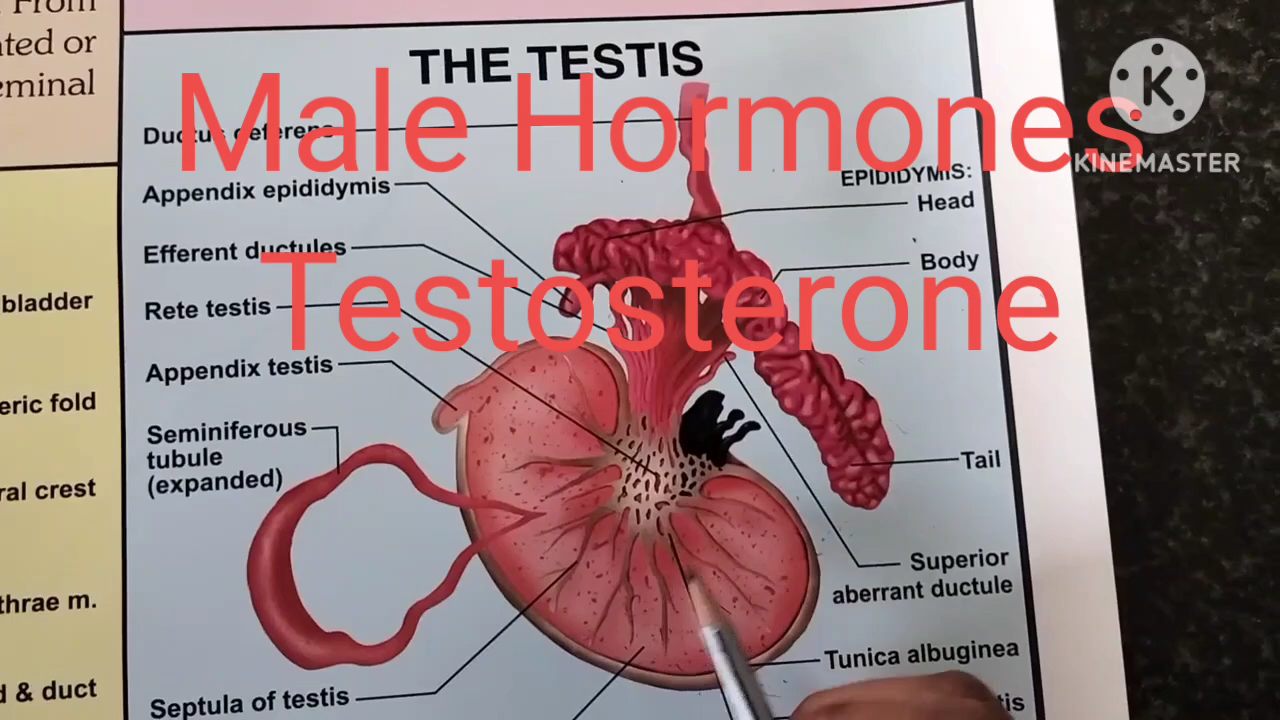 From
ated or
eminal
bladder
eric fold
ral crest
thrae m.
d & duct
THE TESTIS
Male Hormones
Testosterone
K
KINEMASTER
Ductus deferens
Appendix epididymis
Efferent ductules
Rete testis
Appendix testis
Seminiferous
tubule
(expanded)
Septula of testis
EPIDIDYMIS:
Head
Body
Tail
Superior
aberrant ductule
Tunica albuginea
tis